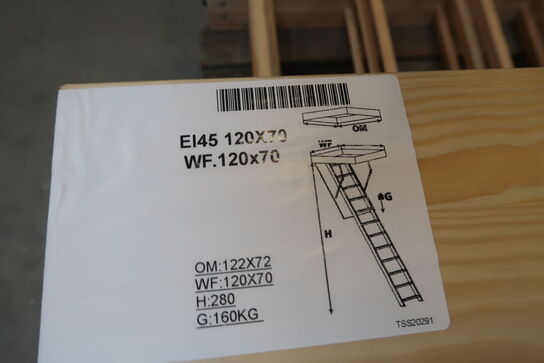 EI45 120X70
WF.120x70
OM
WF
G
H
OM:122X72
WF:120X70
H:280
G:160KG
TSS20291